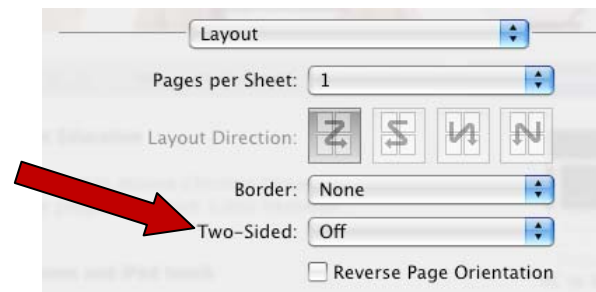 Layout
Pages per Sheet: 1
Layout Direction:
Border: None
Two-Sided: Off
Reverse Page Orientation